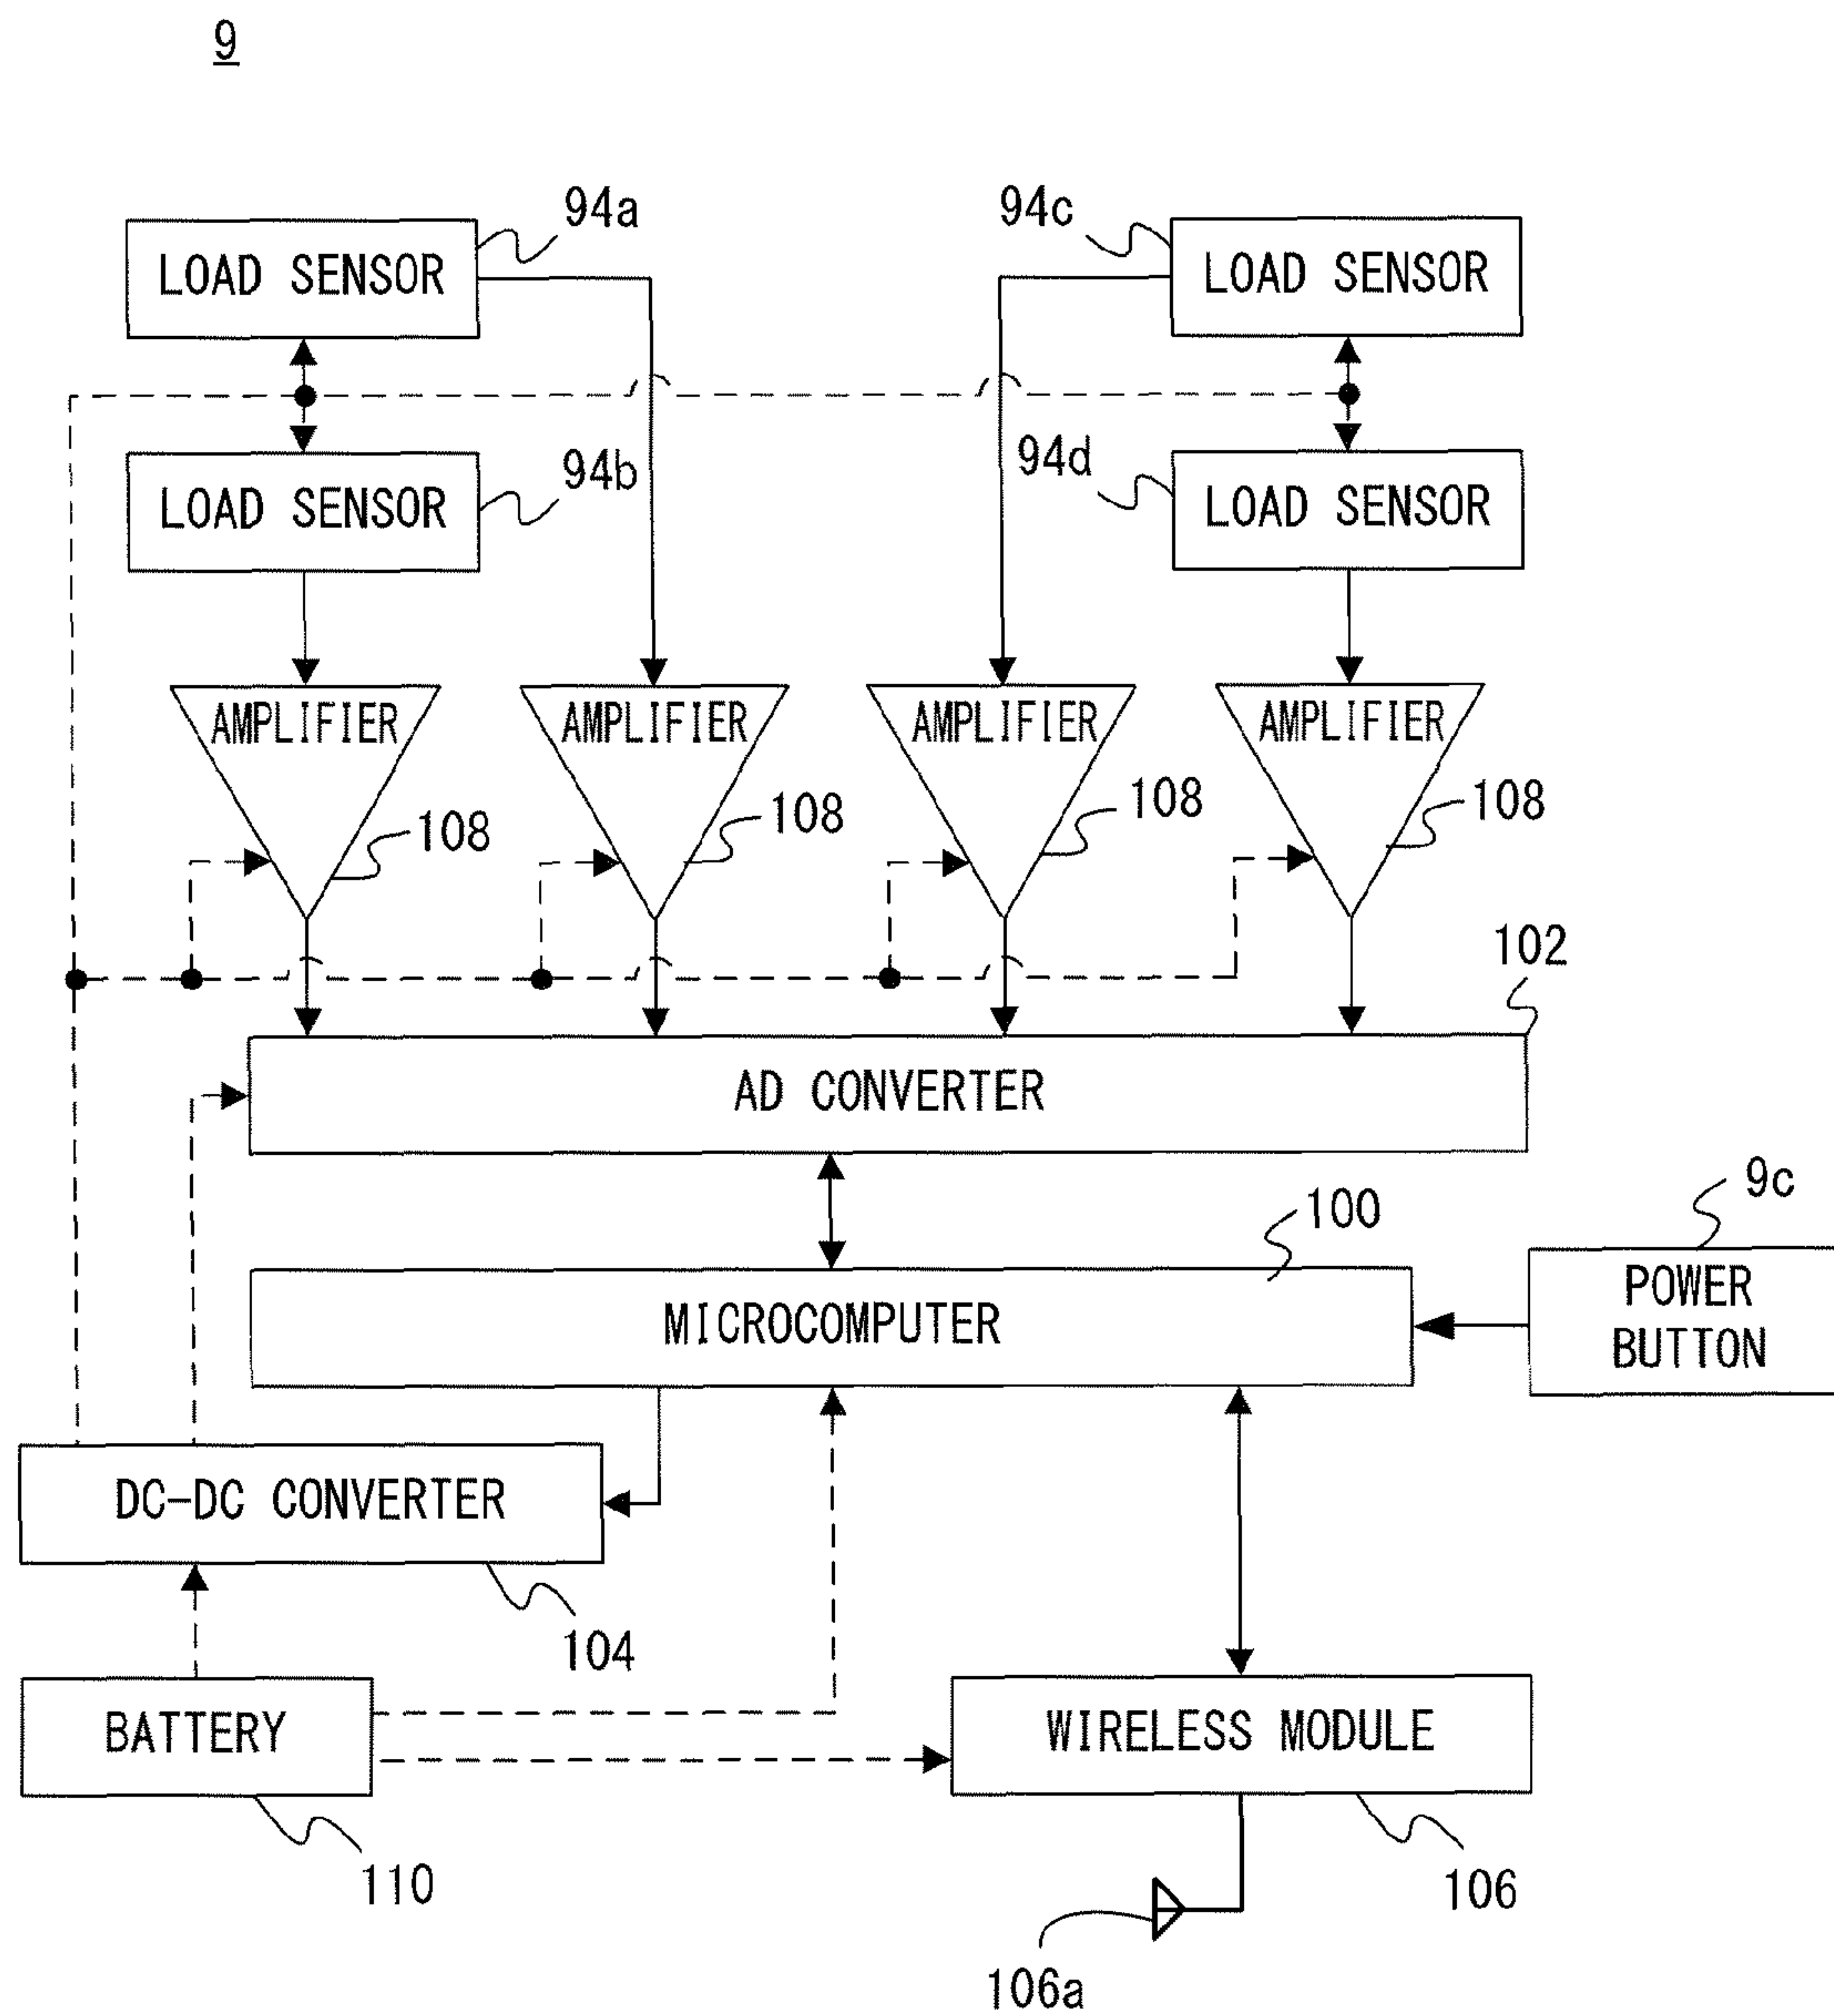 9
94a
94c
LOAD SENSOR
LOAD SENSOR
94b
94d
LOAD SENSOR
LOAD SENSOR
AMPLIFIER
AMPLIFIER
AMPLIFIER
AMPLIFIER
108
108
108
108
102
AD CONVERTER
9c
100
POWER
BUTTON
MICROCOMPUTER
DC-DC CONVERTER
104
BATTERY
WIRELESS MODULE
110
106
106a